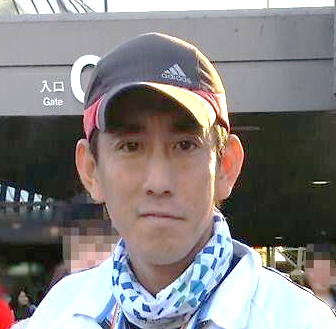 入口
Gate
adidas